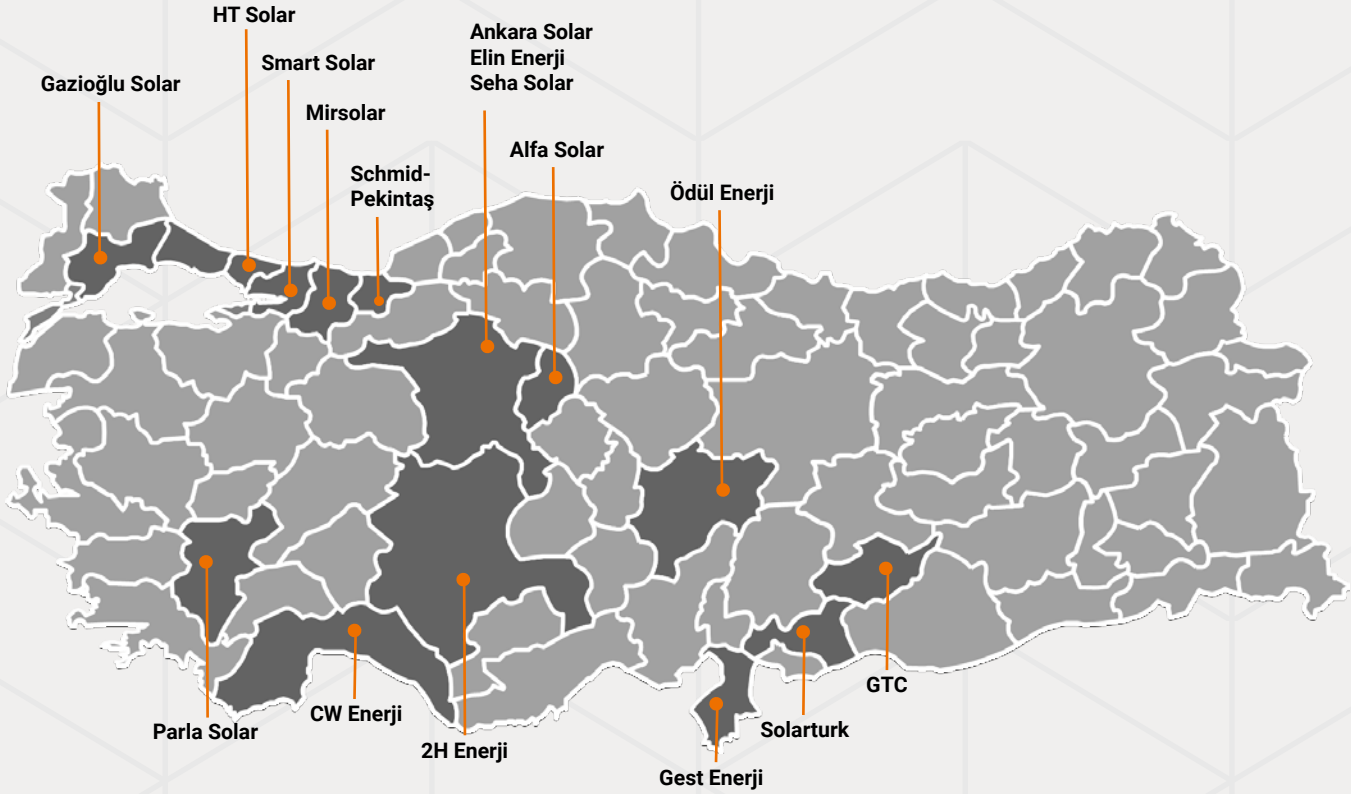 HT Solar
Smart Solar
Gazioğlu Solar
Mirsolar
Schmid-
Pekintaş
Ankara Solar
Elin Enerji
Seha Solar
Alfa Solar
Ödül Enerji
Parla Solar
CW Enerji
2H Enerji
Gest Enerji
Solarturk
GTC